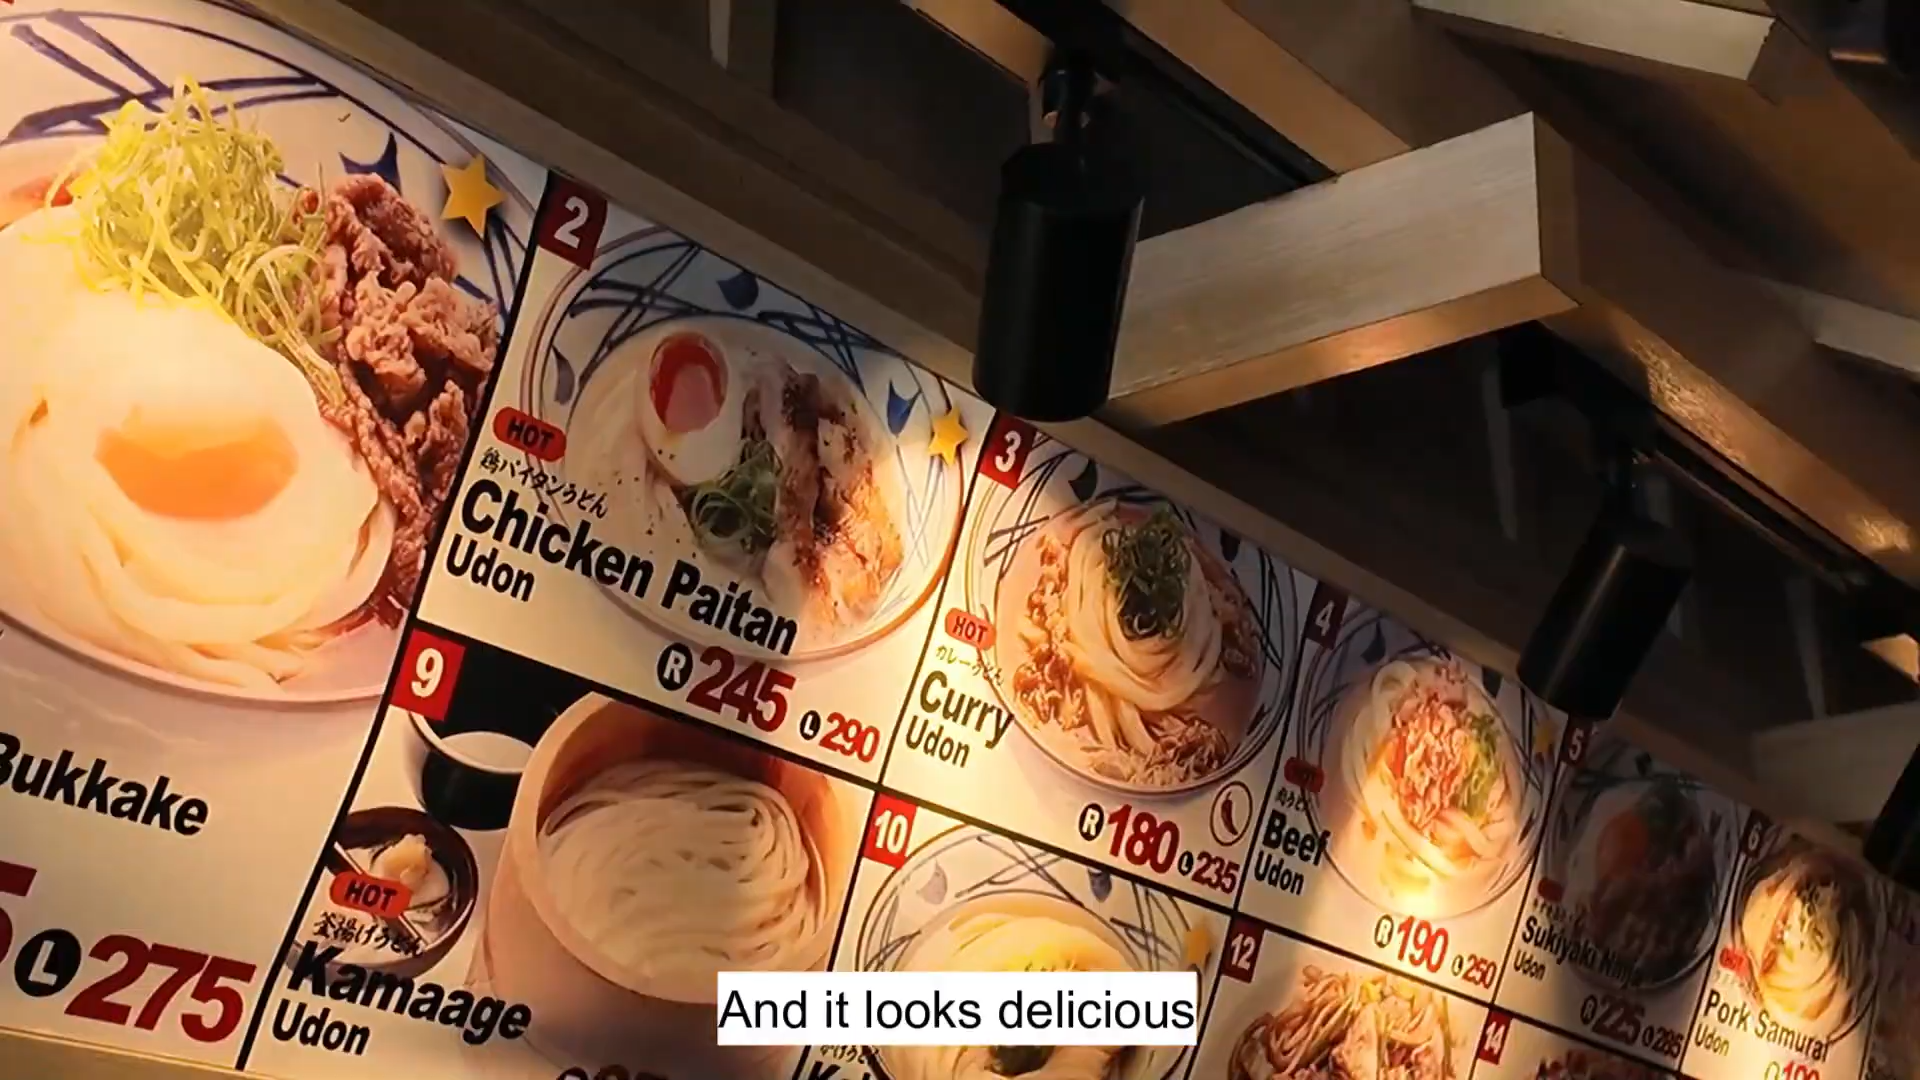 Bukkake
L 275
2
HOT
鶏パイタンうどん
Chicken Paitan
Udon
R 245 L 290
3
HOT
カレーうどん
Curry
Udon
R 180 L 235
4
HOT
肉うどん
Beef
Udon
R 190 L 250
5
Sukiyaki Ninja
Udon
R 225 L 285
6
Pork Samurai
Udon
9
HOT
釜揚げうどん
Kamaage
Udon
10
12
14
And it looks delicious